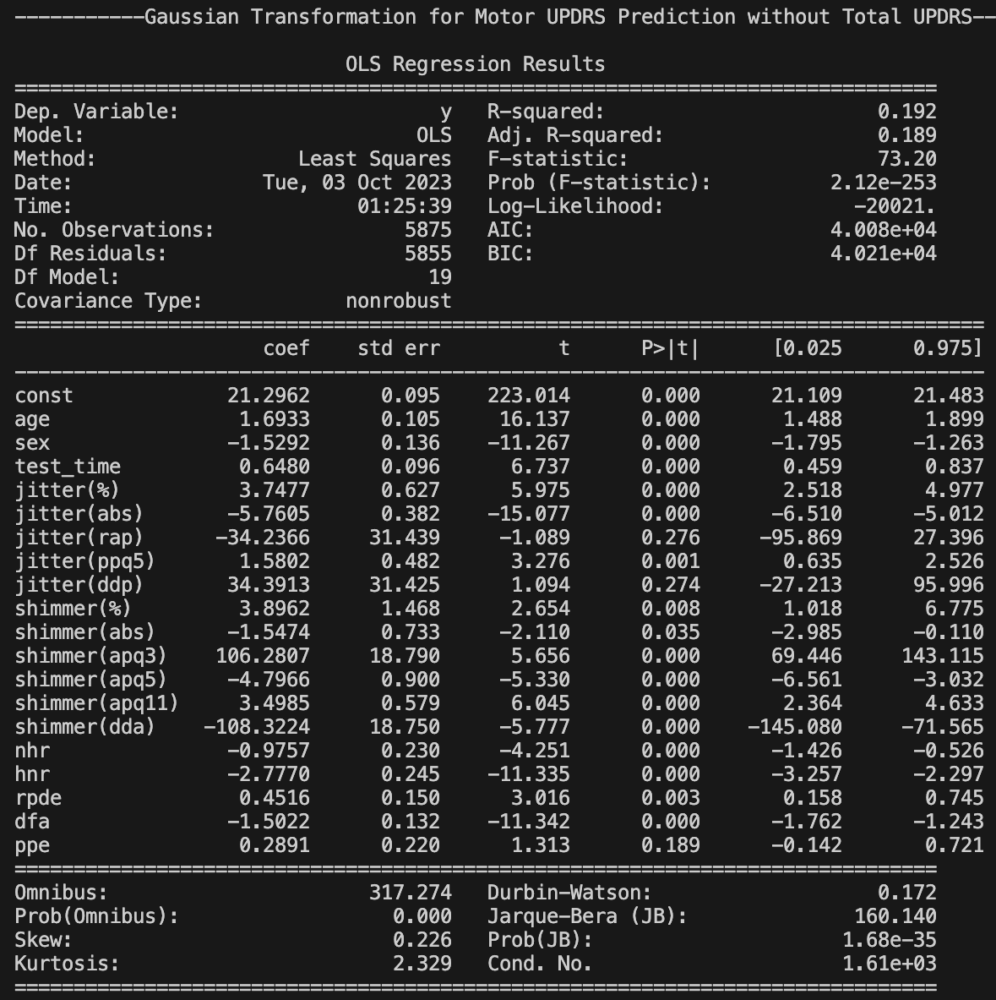 -----------Gaussian Transformation for Motor UPDRS Prediction without Total UPDRS--
OLS Regression Results
==============================================================================
Dep. Variable: y R-squared: 0.192
Model: OLS Adj. R-squared: 0.189
Method: Least Squares F-statistic: 73.20
Date: Tue, 03 Oct 2023 Prob (F-statistic): 2.12e-253
Time: 01:25:39 Log-Likelihood: -20021.
No. Observations: 5875 AIC: 4.008e+04
Df Residuals: 5855 BIC: 4.021e+04
Df Model: 19
Covariance Type: nonrobust
==================================================================================
coef std err t P>|t| [0.025 0.975]
----------------------------------------------------------------------------------
const 21.2962 0.095 223.014 0.000 21.109 21.483
age 1.6933 0.105 16.137 0.000 1.488 1.899
sex -1.5292 0.136 -11.267 0.000 -1.795 -1.263
test_time 0.6480 0.096 6.737 0.000 0.459 0.837
jitter(%) 3.7477 0.627 5.975 0.000 2.518 4.977
jitter(abs) -5.7605 0.382 -15.077 0.000 -6.510 -5.012
jitter(rap) -34.2366 31.439 -1.089 0.276 -95.869 27.396
jitter(ppq5) 1.5802 0.482 3.276 0.001 0.635 2.526
jitter(ddp) 34.3913 31.425 1.094 0.274 -27.213 95.996
shimmer(%) 3.8962 1.468 2.654 0.008 1.018 6.775
shimmer(abs) -1.5474 0.733 -2.110 0.035 -2.985 -0.110
shimmer(apq3) 106.2807 18.790 5.656 0.000 69.446 143.115
shimmer(apq5) -4.7966 0.900 -5.330 0.000 -6.561 -3.032
shimmer(apq11) 3.4985 0.579 6.045 0.000 2.364 4.633
shimmer(dda) -108.3224 18.750 -5.777 0.000 -145.080 -71.565
nhr -0.9757 0.230 -4.251 0.000 -1.426 -0.526
hnr -2.7770 0.245 -11.335 0.000 -3.257 -2.297
rpde 0.4516 0.150 3.016 0.003 0.158 0.745
dfa -1.5022 0.132 -11.342 0.000 -1.762 -1.243
ppe 0.2891 0.220 1.313 0.189 -0.142 0.721
==============================================================================
Omnibus: 317.274 Durbin-Watson: 0.172
Prob(Omnibus): 0.000 Jarque-Bera (JB): 160.140
Skew: 0.226 Prob(JB): 1.68e-35
Kurtosis: 2.329 Cond. No. 1.61e+03
==============================================================================